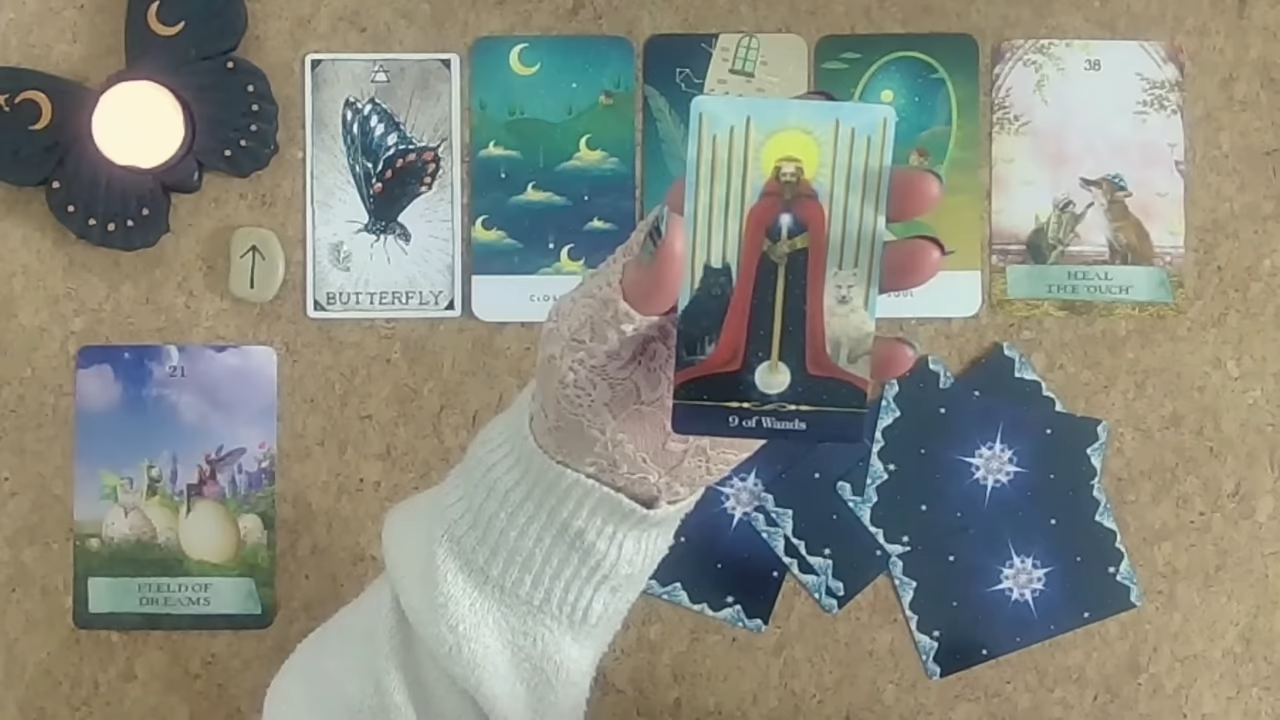 BUTTERFLY
38
HEAL
THE "OUCH"
21
FIELD OF
DREAMS
9 of Wands